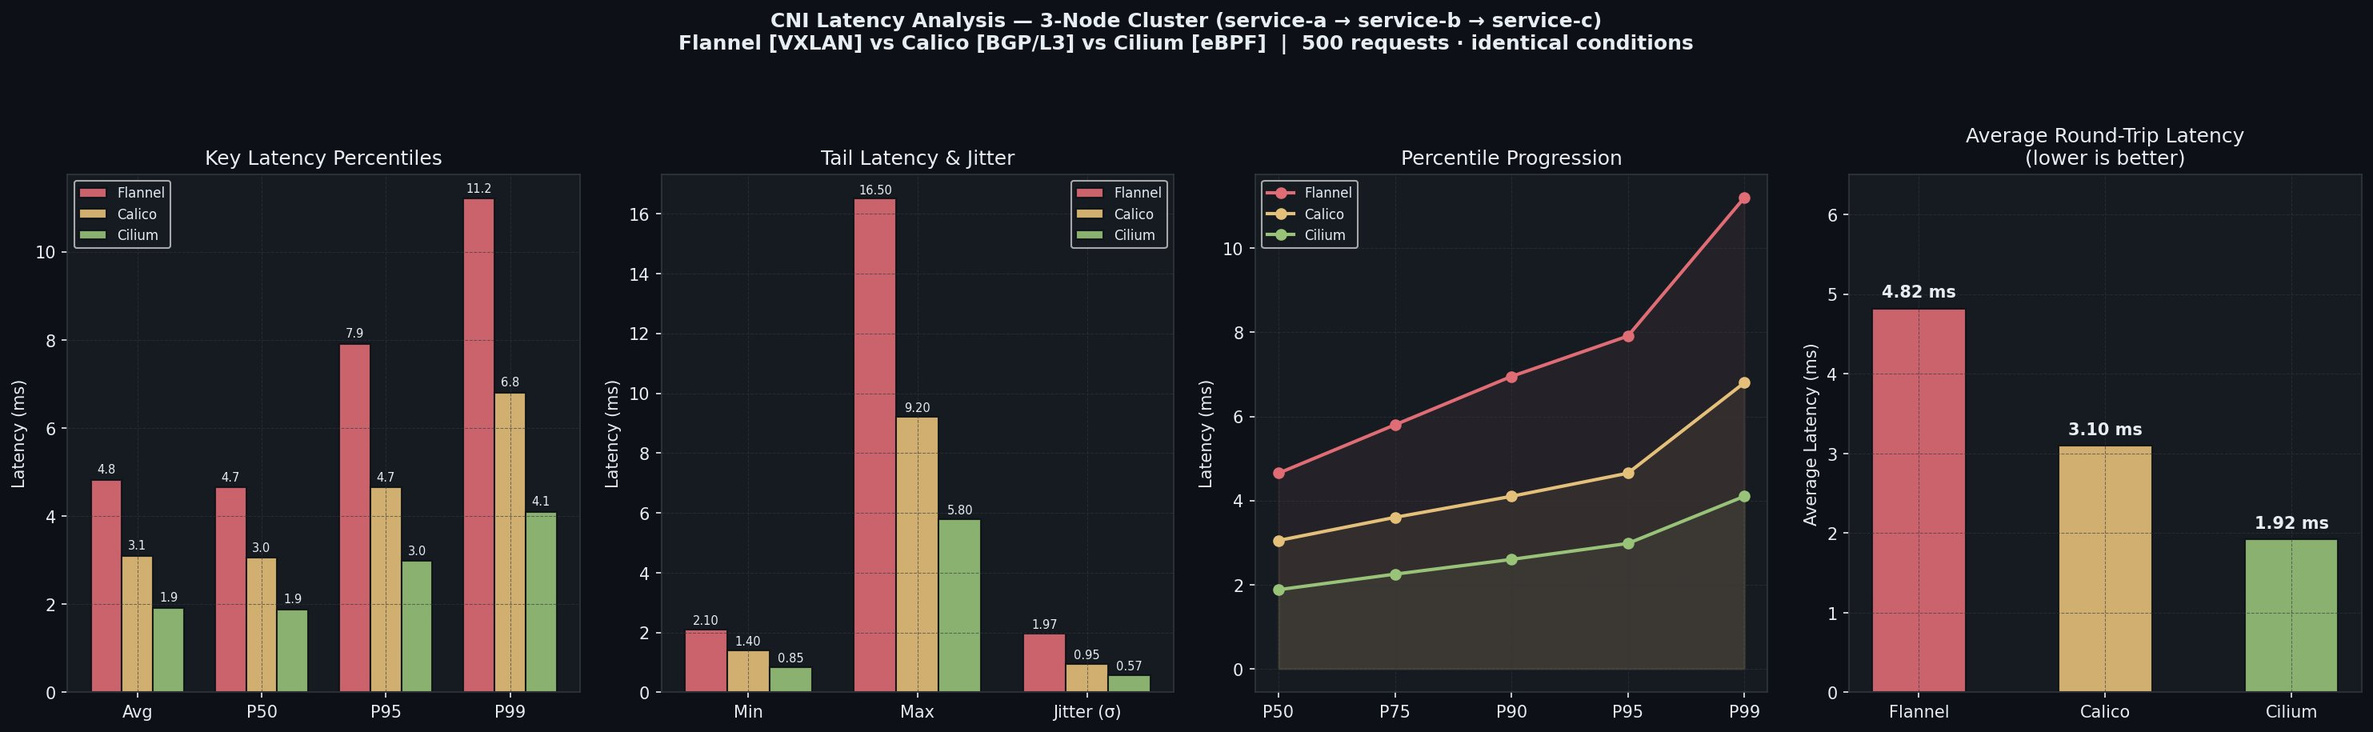 CNI Latency Analysis — 3-Node Cluster (service-a → service-b → service-c)
Flannel [VXLAN] vs Calico [BGP/L3] vs Cilium [eBPF]  |  500 requests · identical conditions
Key Latency Percentiles
Latency (ms)
10
8
6
4
2
0
Flannel
Calico
Cilium
4.8
3.1
1.9
4.7
3.0
1.9
7.9
4.7
3.0
11.2
6.8
4.1
Avg
P50
P95
P99
Tail Latency & Jitter
Latency (ms)
16
14
12
10
8
6
4
2
0
Flannel
Calico
Cilium
2.10
1.40
0.85
16.50
9.20
5.80
1.97
0.95
0.57
Min
Max
Jitter (σ)
Percentile Progression
Latency (ms)
10
8
6
4
2
0
Flannel
Calico
Cilium
P50
P75
P90
P95
P99
Average Round-Trip Latency
(lower is better)
Average Latency (ms)
6
5
4
3
2
1
0
4.82 ms
3.10 ms
1.92 ms
Flannel
Calico
Cilium